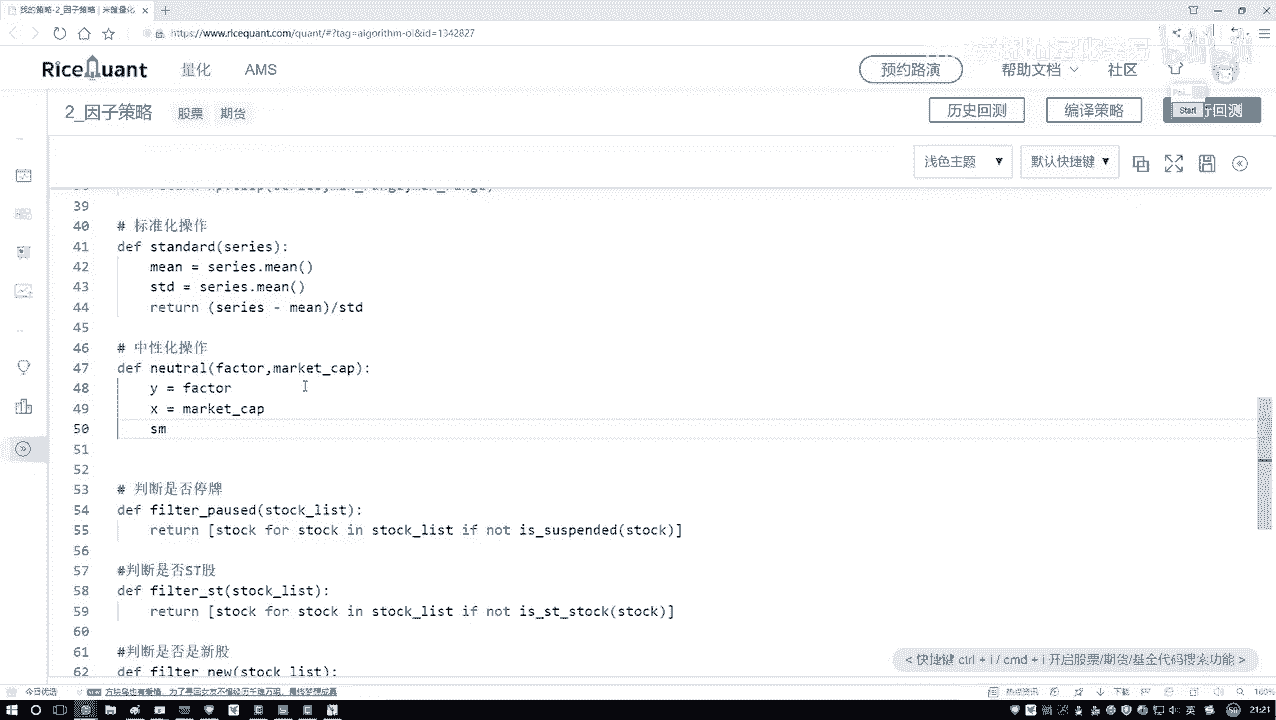 我的策略-2_因子策略 | 米筐量化
https://www.ricequant.com/quant/#?tag=algorithm-ol&id=1342827
RiceQuant 量化 AMS 预约路演 帮助文档 社区
2_因子策略 股票 期货 历史回测 编译策略 行回测
Start
浅色主题 默认快捷键
39
40 # 标准化操作
41 def standard(series):
42 mean = series.mean()
43 std = series.mean()
44 return (series - mean)/std
45
46 # 中性化操作
47 def neutral(factor,market_cap):
48 y = factor
49 x = market_cap
50 sm
51
52
53 # 判断是否停牌
54 def filter_paused(stock_list):
55 return [stock for stock in stock_list if not is_suspended(stock)]
56
57 #判断是否ST股
58 def filter_st(stock_list):
59 return [stock for stock in stock_list if not is_st_stock(stock)]
60
61 #判断是否是新股
62 def filter_new(stock_list):
< 快捷键 ctrl + i / cmd + i 开启股票/期货/基金代码搜索功能 >
今日优选
下载 160%
英 21:21